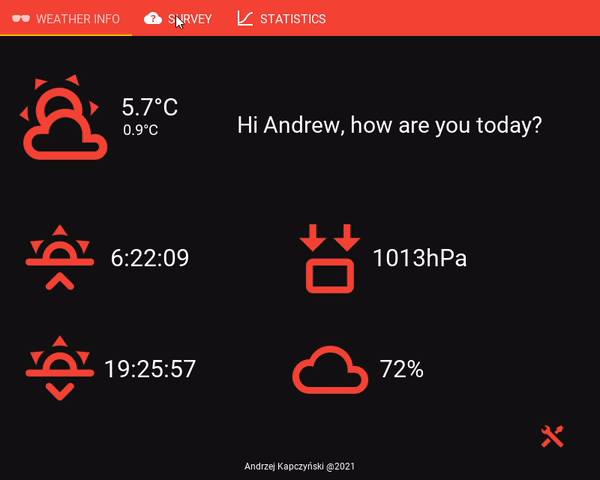 WEATHER INFO
SURVEY
STATISTICS
5.7°C
0.9°C
Hi Andrew, how are you today?
6:22:09
1013hPa
19:25:57
72%
Andrzej Kapczyński @2021